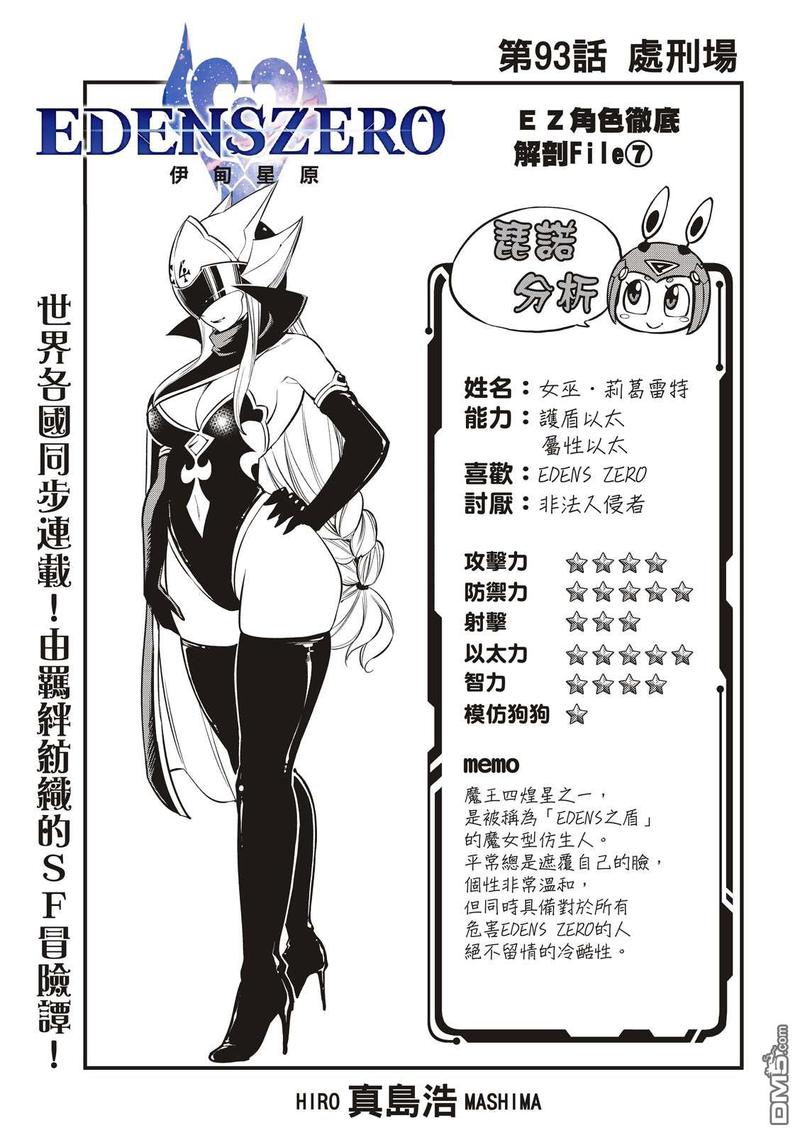 第93話 處刑場
EDENSZERO
伊甸星原
EZ角色徹底
解剖File⑦
琵諾
分析
4
世界各國同步連載!由羈絆紡織的SF冒險譚!
姓名:女巫·莉葛雷特
能力:護盾以太
屬性以太
喜歡:EDENS ZERO
討厭:非法入侵者
攻擊力 ☆☆☆☆
防禦力 ☆☆☆☆☆
射擊 ☆☆☆
以太力 ☆☆☆☆☆
智力 ☆☆☆☆
模仿狗狗 ☆
memo
魔王四煌星之一,
是被稱為「EDENS之盾」
的魔女型仿生人。
平常總是遮覆自己的臉,
個性非常溫和,
但同時具備對於所有
危害EDENS ZERO的人
絕不留情的冷酷性。
HIRO 真島浩 MASHIMA
DM5.com